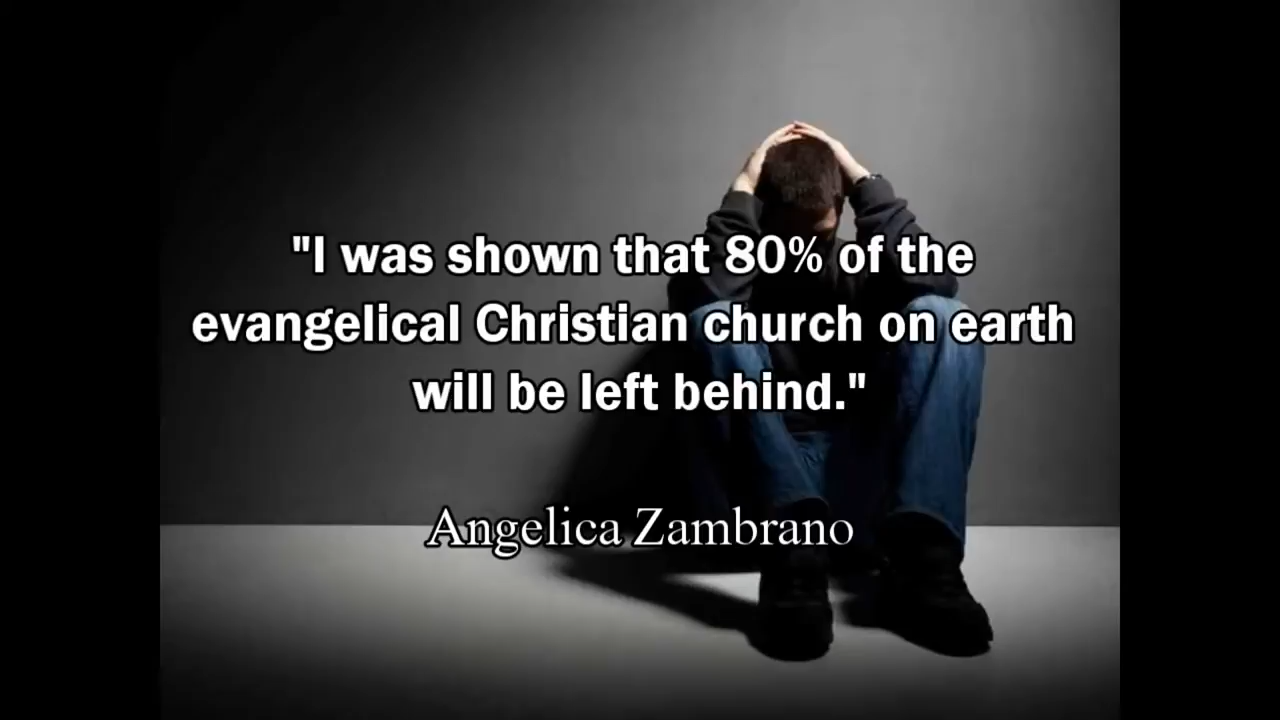 "I was shown that 80% of the
evangelical Christian church on earth
will be left behind."
Angelica Zambrano